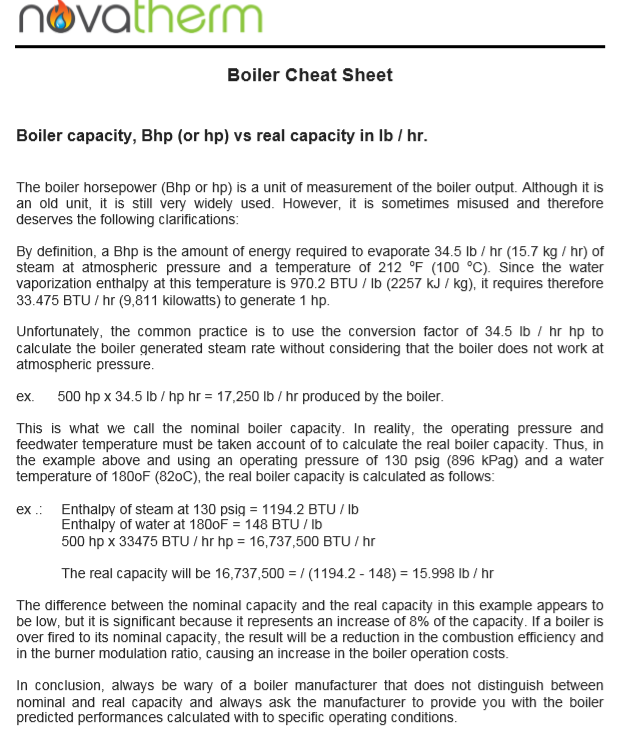 novatherm
Boiler Cheat Sheet
Boiler capacity, Bhp (or hp) vs real capacity in lb / hr.
The boiler horsepower (Bhp or hp) is a unit of measurement of the boiler output. Although it is
an old unit, it is still very widely used. However, it is sometimes misused and therefore
deserves the following clarifications:
By definition, a Bhp is the amount of energy required to evaporate 34.5 lb / hr (15.7 kg / hr) of
steam at atmospheric pressure and a temperature of 212 ºF (100 ºC). Since the water
vaporization enthalpy at this temperature is 970.2 BTU / lb (2257 kJ / kg), it requires therefore
33.475 BTU / hr (9,811 kilowatts) to generate 1 hp.
Unfortunately, the common practice is to use the conversion factor of 34.5 lb / hr hp to
calculate the boiler generated steam rate without considering that the boiler does not work at
atmospheric pressure.
ex. 500 hp x 34.5 lb / hp hr = 17,250 lb / hr produced by the boiler.
This is what we call the nominal boiler capacity. In reality, the operating pressure and
feedwater temperature must be taken account of to calculate the real boiler capacity. Thus, in
the example above and using an operating pressure of 130 psig (896 kPag) and a water
temperature of 180oF (82oC), the real boiler capacity is calculated as follows:
ex .: Enthalpy of steam at 130 psig = 1194.2 BTU / lb
Enthalpy of water at 180oF = 148 BTU / lb
500 hp x 33475 BTU / hr hp = 16,737,500 BTU / hr
The real capacity will be 16,737,500 = / (1194.2 - 148) = 15.998 lb / hr
The difference between the nominal capacity and the real capacity in this example appears to
be low, but it is significant because it represents an increase of 8% of the capacity. If a boiler is
over fired to its nominal capacity, the result will be a reduction in the combustion efficiency and
in the burner modulation ratio, causing an increase in the boiler operation costs.
In conclusion, always be wary of a boiler manufacturer that does not distinguish between
nominal and real capacity and always ask the manufacturer to provide you with the boiler
predicted performances calculated with to specific operating conditions.